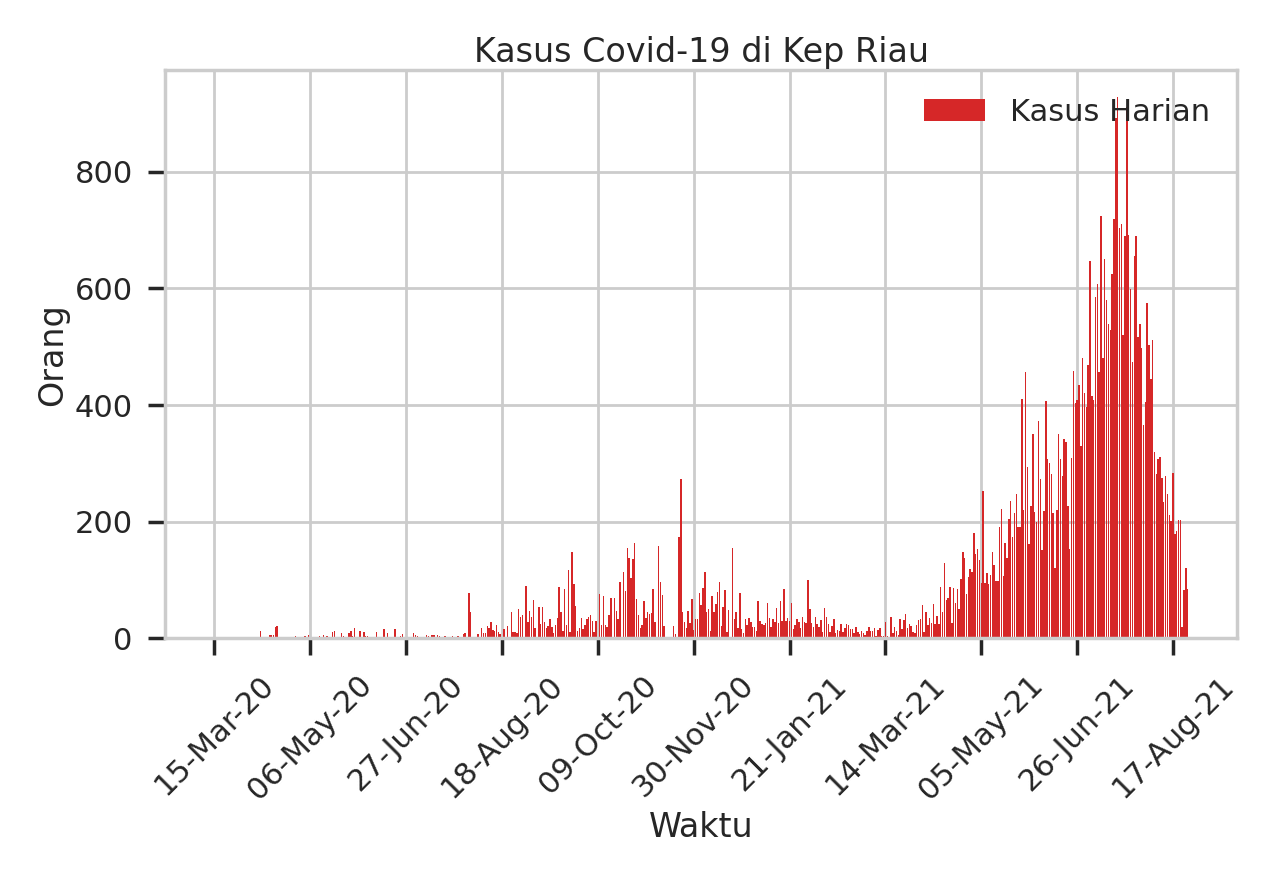 Kasus Covid-19 di Kep Riau
Kasus Harian
Orang
800
600
400
200
0
15-Mar-20
06-May-20
27-Jun-20
18-Aug-20
09-Oct-20
30-Nov-20
21-Jan-21
14-Mar-21
05-May-21
26-Jun-21
17-Aug-21
Waktu